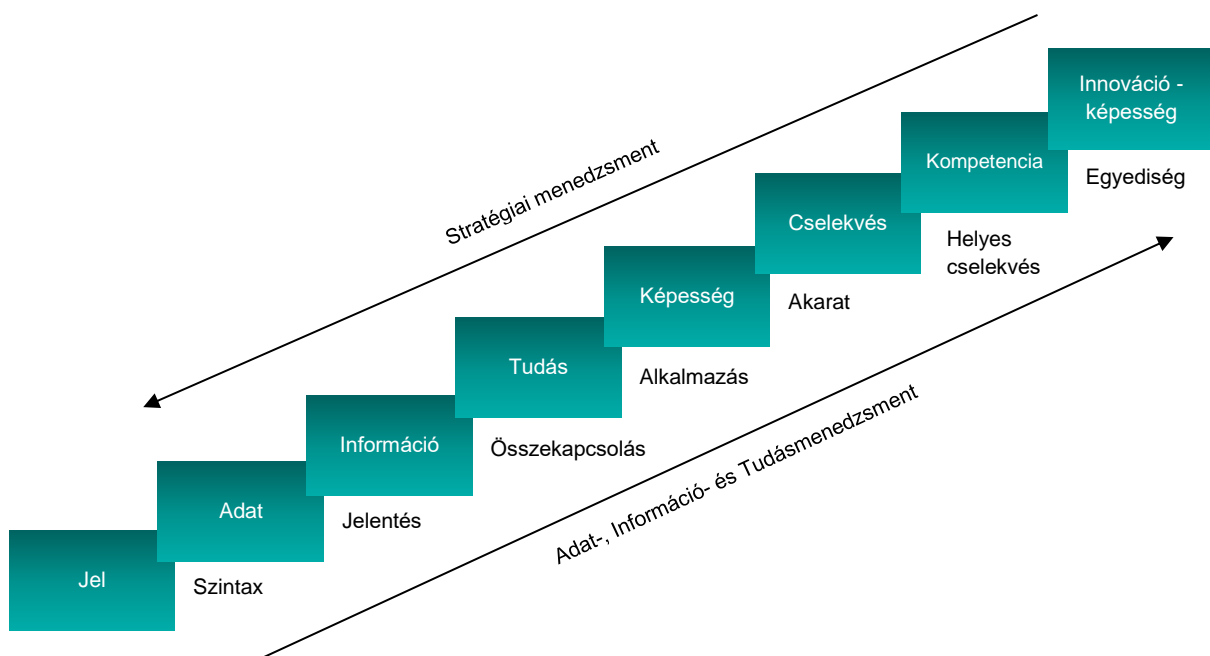 Innováció -
képesség
Kompetencia
Egyediség
Stratégiai menedzsment
Cselekvés
Helyes
cselekvés
Képesség
Akarat
Tudás
Alkalmazás
Információ
Összekapcsolás
Adat-, Információ- és Tudásmenedzsment
Adat
Jelentés
Jel
Szintax